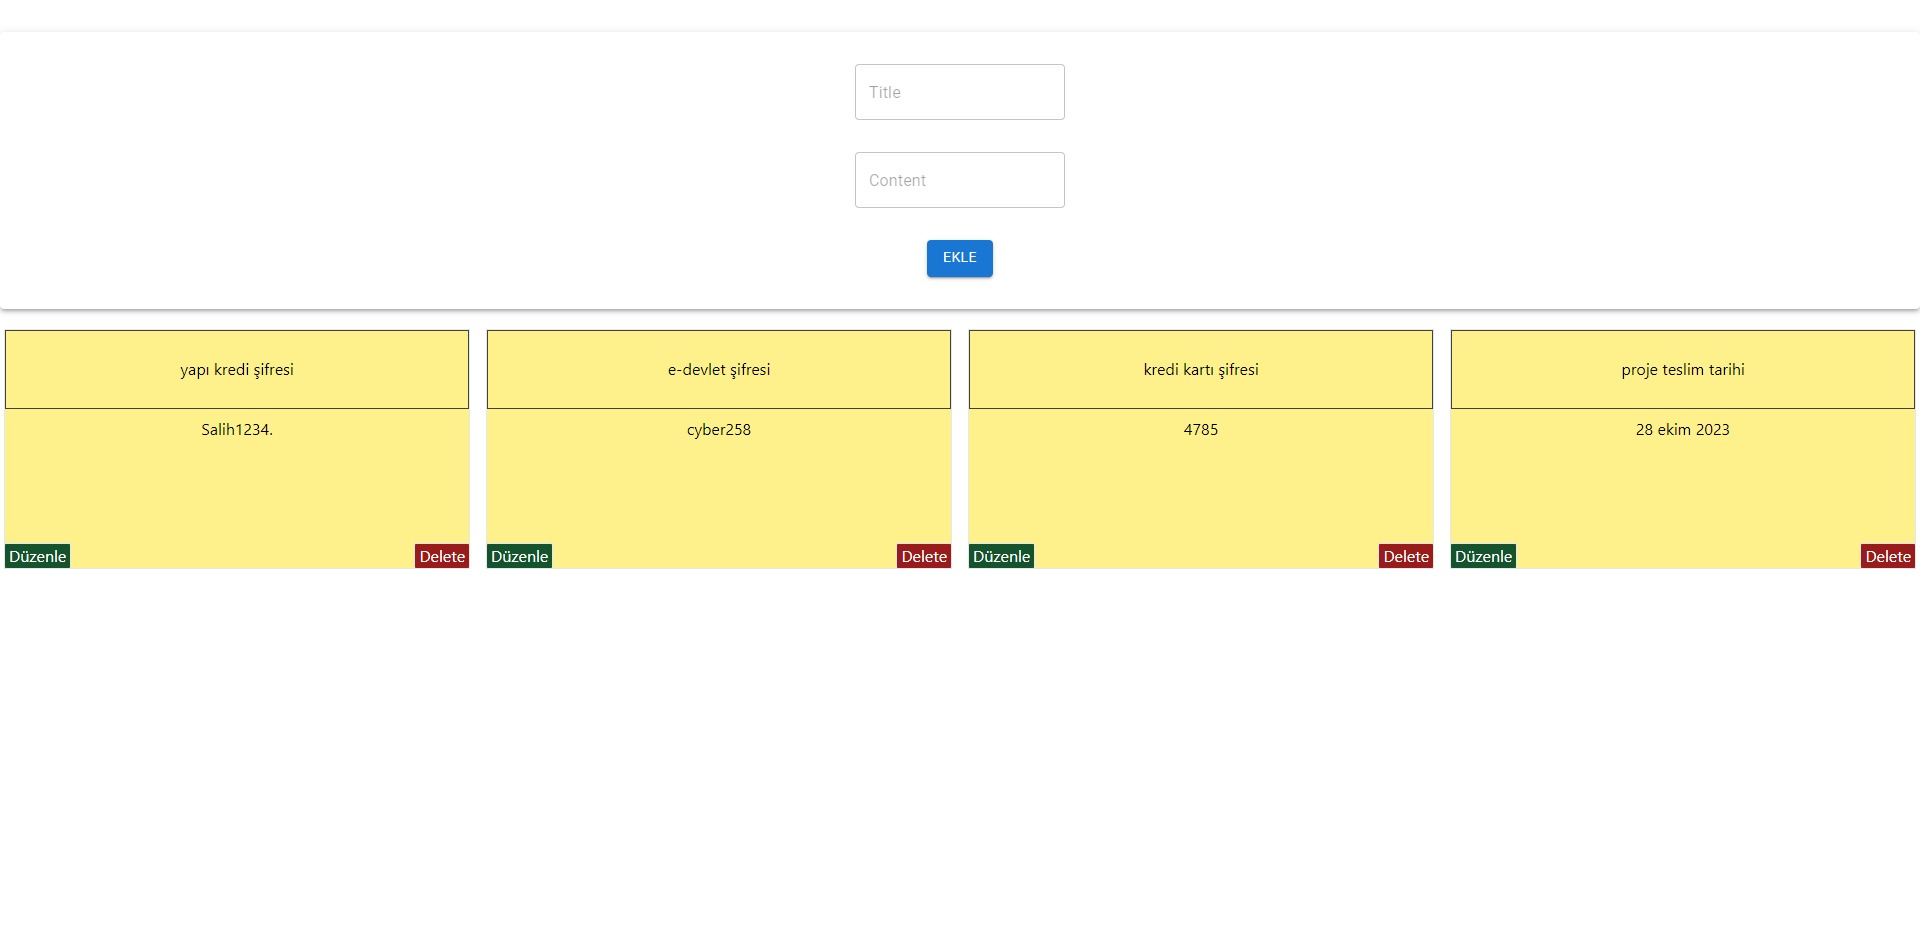 Title
Content
EKLE
yapı kredi şifresi
Salih1234.
Düzenle
Delete
e-devlet şifresi
cyber258
Düzenle
Delete
kredi kartı şifresi
4785
Düzenle
Delete
proje teslim tarihi
28 ekim 2023
Düzenle
Delete